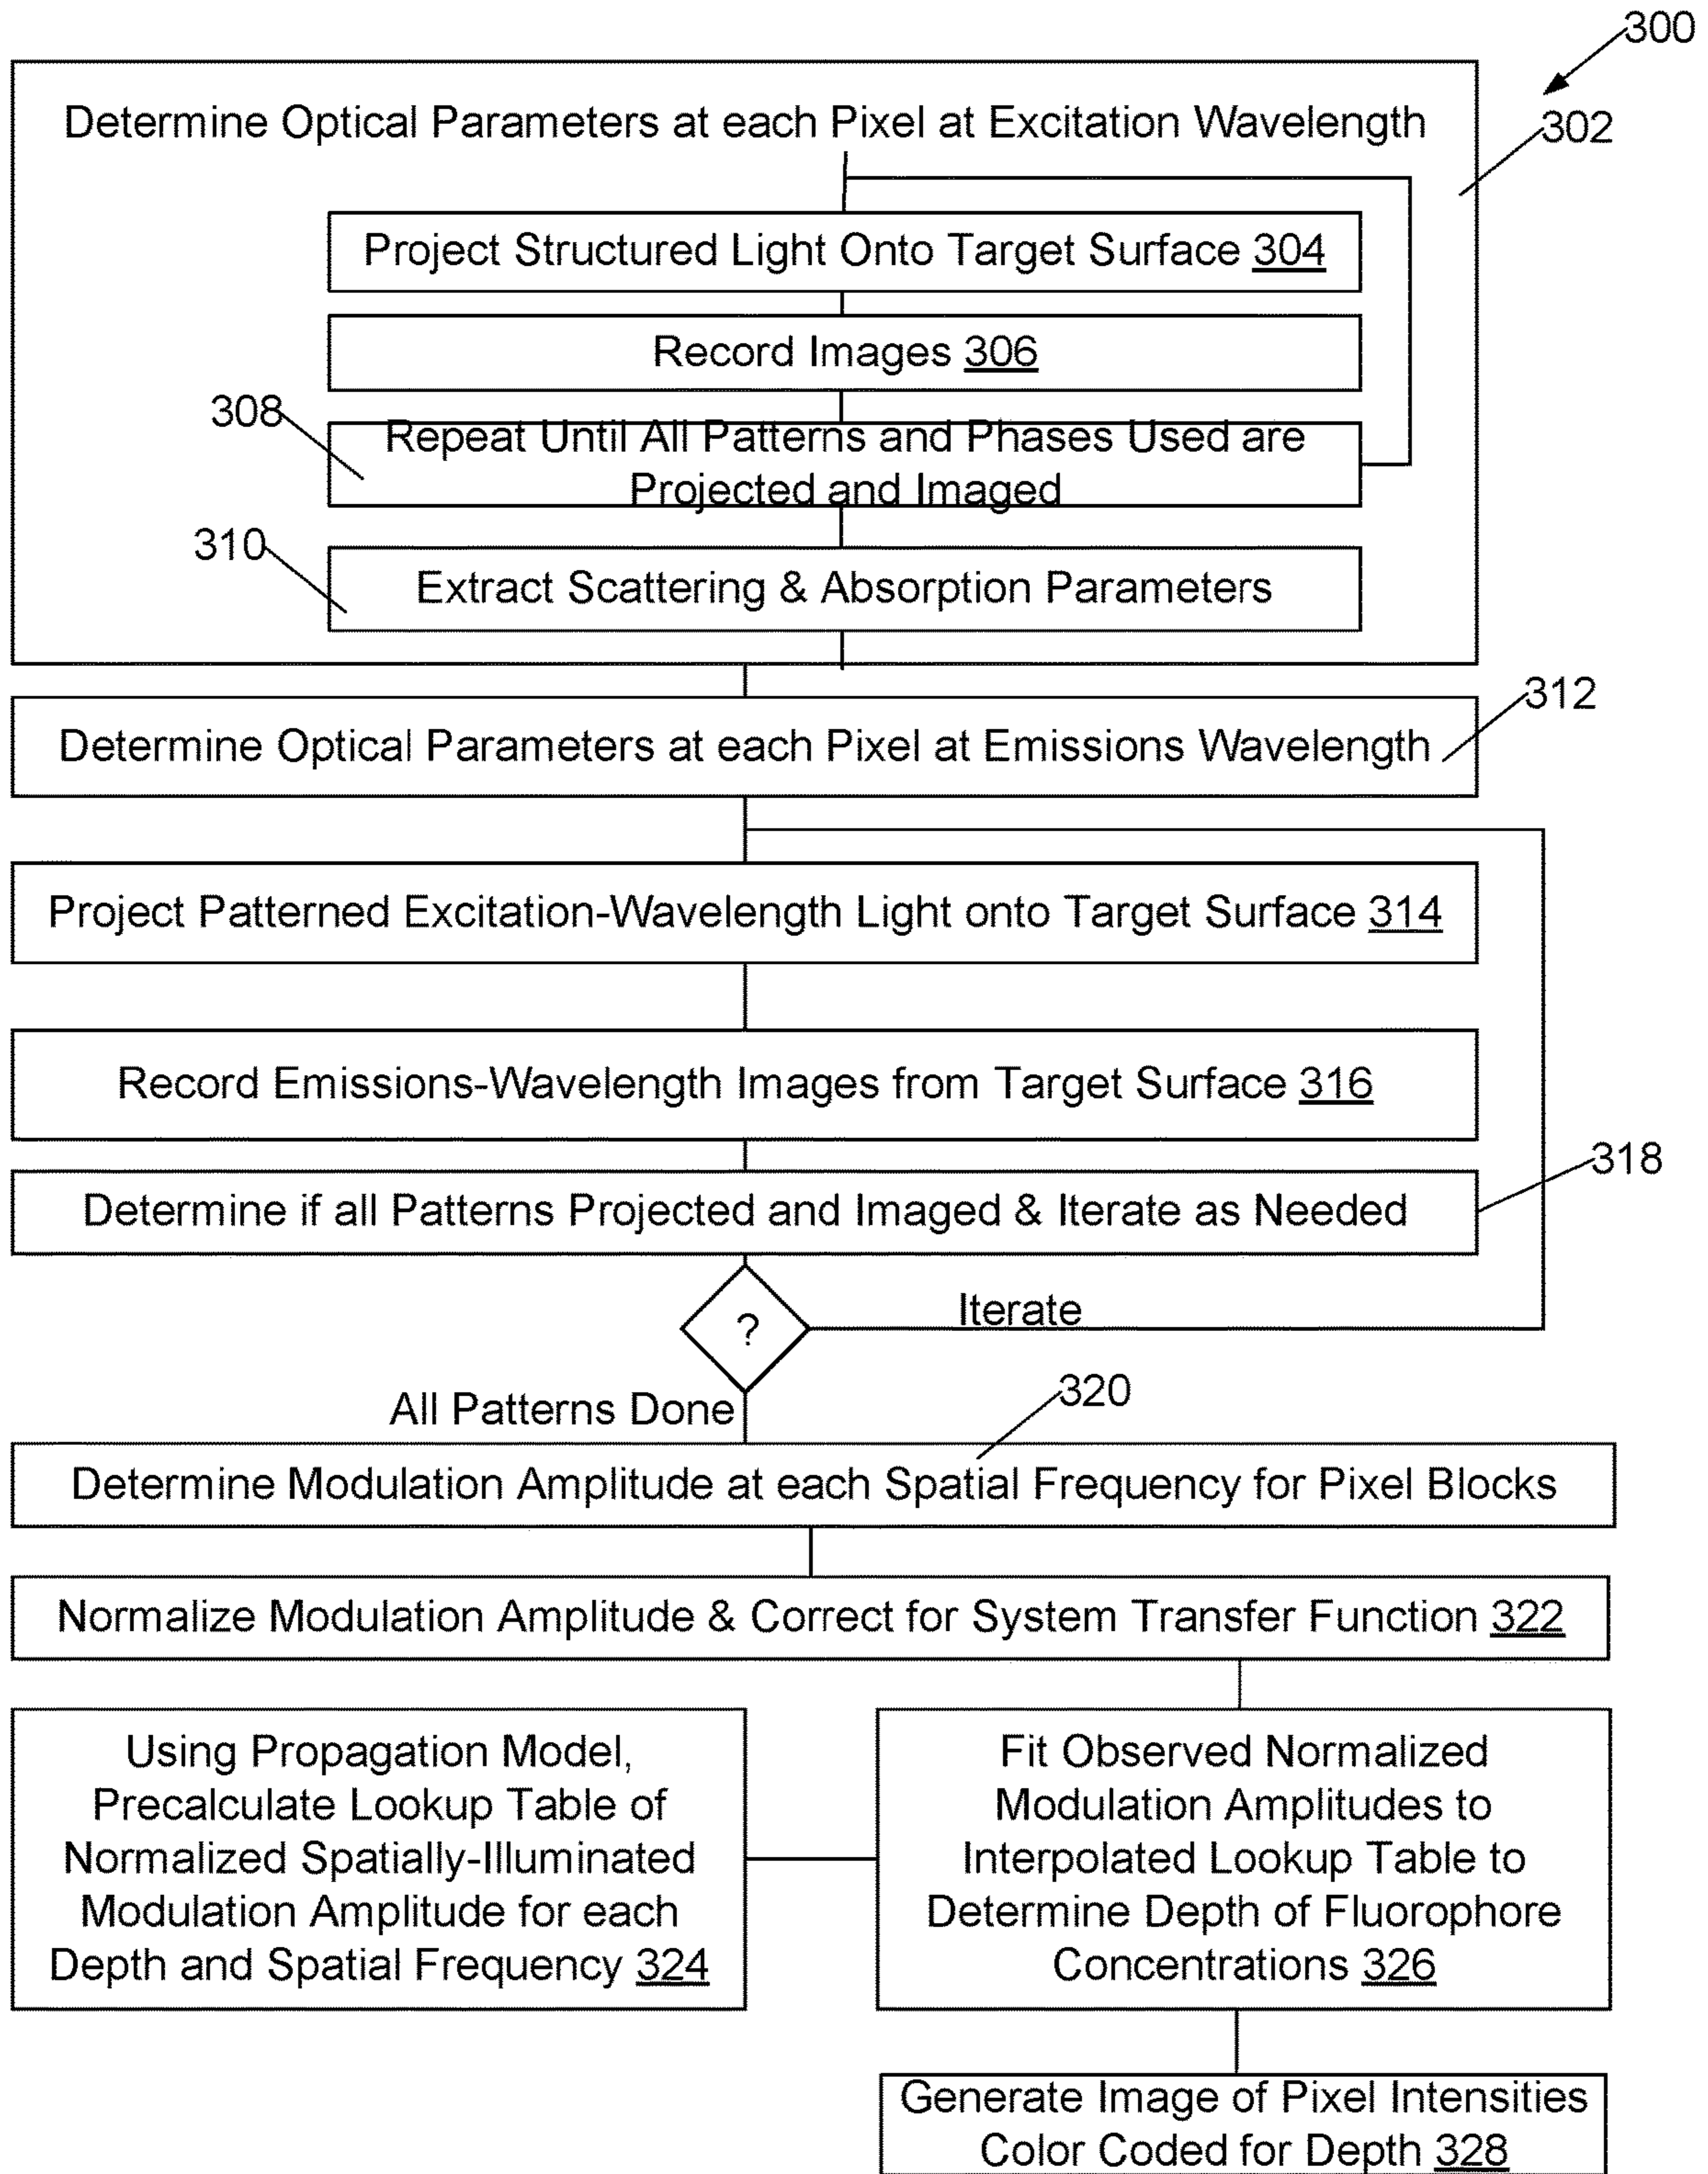 300
Determine Optical Parameters at each Pixel at Excitation Wavelength
302
Project Structured Light Onto Target Surface 304
Record Images 306
308
Repeat Until All Patterns and Phases Used are
Projected and Imaged
310
Extract Scattering & Absorption Parameters
312
Determine Optical Parameters at each Pixel at Emissions Wavelength
Project Patterned Excitation-Wavelength Light onto Target Surface 314
Record Emissions-Wavelength Images from Target Surface 316
318
Determine if all Patterns Projected and Imaged & Iterate as Needed
?
Iterate
All Patterns Done
320
Determine Modulation Amplitude at each Spatial Frequency for Pixel Blocks
Normalize Modulation Amplitude & Correct for System Transfer Function 322
Using Propagation Model,
Precalculate Lookup Table of
Normalized Spatially-Illuminated
Modulation Amplitude for each
Depth and Spatial Frequency 324
Fit Observed Normalized
Modulation Amplitudes to
Interpolated Lookup Table to
Determine Depth of Fluorophore
Concentrations 326
Generate Image of Pixel Intensities
Color Coded for Depth 328